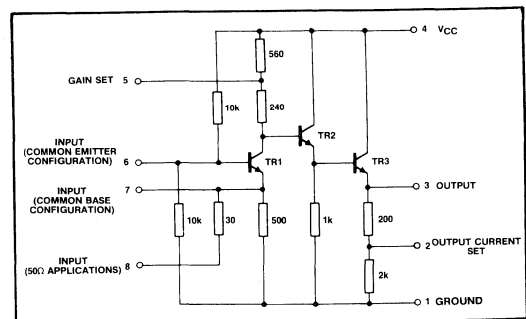 4 VCC
560
GAIN SET 5
10k
240
TR2
INPUT
(COMMON EMITTER
CONFIGURATION) 6
TR1
TR3
INPUT 7
(COMMON BASE
CONFIGURATION)
3 OUTPUT
10k
30
500
1k
200
INPUT
(50Ω APPLICATIONS) 8
2 OUTPUT CURRENT
SET
2k
1 GROUND